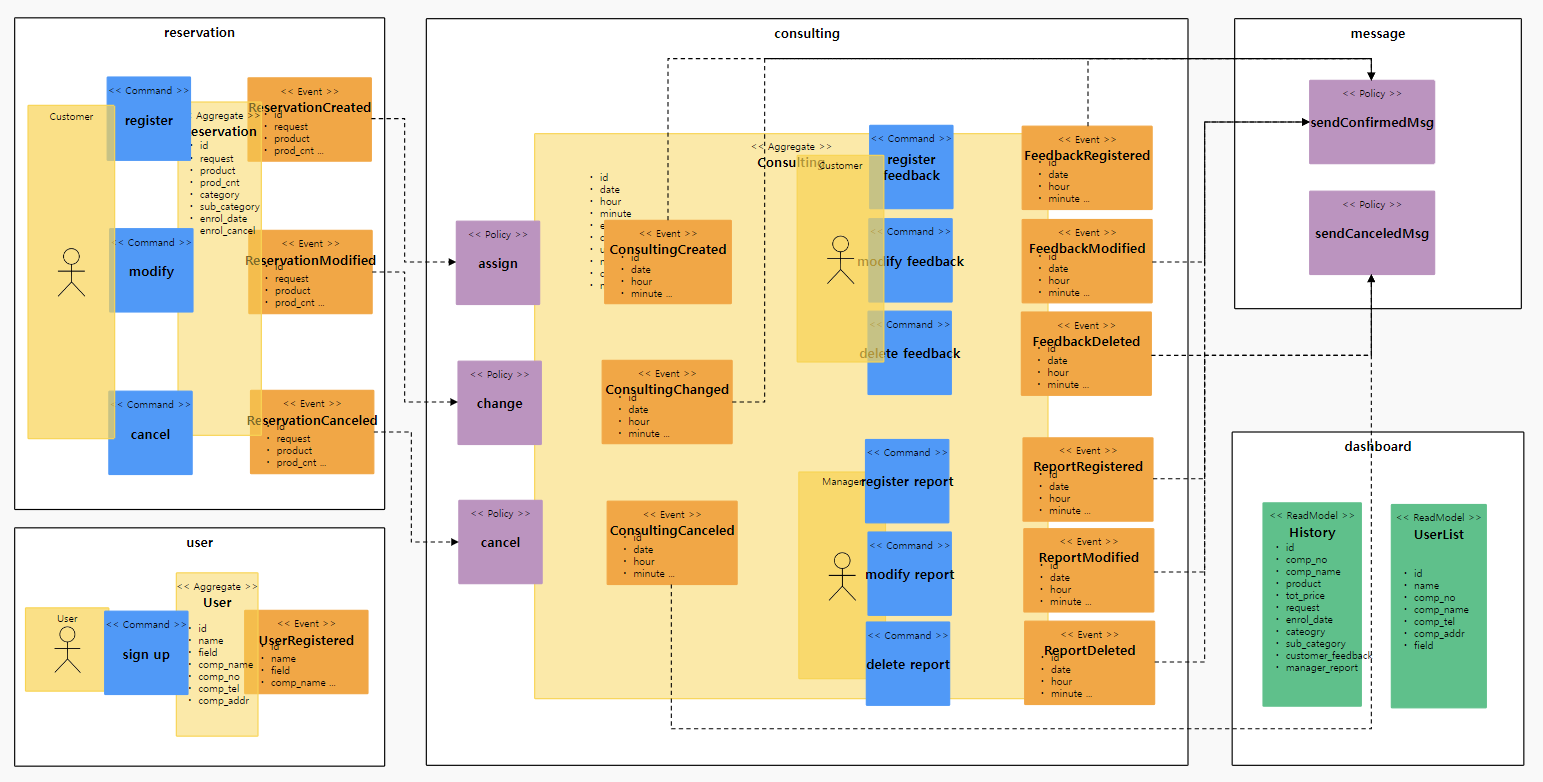 reservation
Customer
<< Command >>
register
Aggregate >>
eservation
id
request
product
prod_cnt
category
sub_category
enrol_date
enrol_cancel
<< Event >>
ReservationCreated
id
request
product
prod_cnt ...
<< Command >>
modify
<< Event >>
ReservationModified
id
request
product
prod_cnt ...
<< Command >>
cancel
<< Event >>
ReservationCanceled
id
request
product
prod_cnt ...
user
User
<< Command >>
sign up
<< Aggregate >>
User
id
name
field
comp_name
comp_no
comp_tel
comp_addr
<< Event >>
UserRegistered
id
name
field
comp_name ...
consulting
<< Policy >>
assign
<< Policy >>
change
<< Policy >>
cancel
<< Aggregate >>
Consulting
id
date
hour
minute
<< Event >>
ConsultingCreated
id
date
hour
minute ...
<< Event >>
ConsultingChanged
id
date
hour
minute ...
<< Event >>
ConsultingCanceled
id
date
hour
minute ...
Customer
<< Command >>
register
feedback
<< Command >>
modify feedback
<< Command >>
delete feedback
Manager
<< Command >>
register report
<< Command >>
modify report
<< Command >>
delete report
<< Event >>
FeedbackRegistered
id
date
hour
minute ...
<< Event >>
FeedbackModified
id
date
hour
minute ...
<< Event >>
FeedbackDeleted
id
date
hour
minute ...
<< Event >>
ReportRegistered
id
date
hour
minute ...
<< Event >>
ReportModified
id
date
hour
minute ...
<< Event >>
ReportDeleted
id
date
hour
minute ...
message
<< Policy >>
sendConfirmedMsg
<< Policy >>
sendCanceledMsg
dashboard
<< ReadModel >>
History
id
comp_no
comp_name
product
tot_price
request
enrol_date
cateogry
sub_category
customer_feedback
manager_report
<< ReadModel >>
UserList
id
name
comp_no
comp_name
comp_tel
comp_addr
field